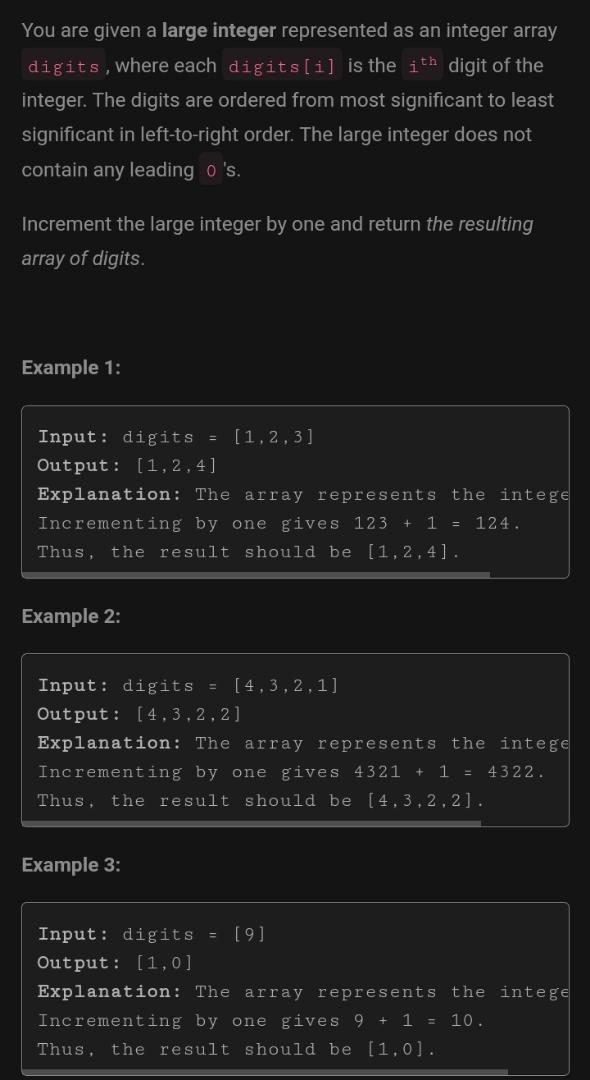 You are given a large integer represented as an integer array
digits, where each digits[i] is the iᵗʰ digit of the
integer. The digits are ordered from most significant to least
significant in left-to-right order. The large integer does not
contain any leading 0's.
Increment the large integer by one and return the resulting
array of digits.
Example 1:
Input: digits = [1,2,3]
Output: [1,2,4]
Explanation: The array represents the intege
Incrementing by one gives 123 + 1 = 124.
Thus, the result should be [1,2,4].
Example 2:
Input: digits = [4,3,2,1]
Output: [4,3,2,2]
Explanation: The array represents the intege
Incrementing by one gives 4321 + 1 = 4322.
Thus, the result should be [4,3,2,2].
Example 3:
Input: digits = [9]
Output: [1,0]
Explanation: The array represents the intege
Incrementing by one gives 9 + 1 = 10.
Thus, the result should be [1,0].